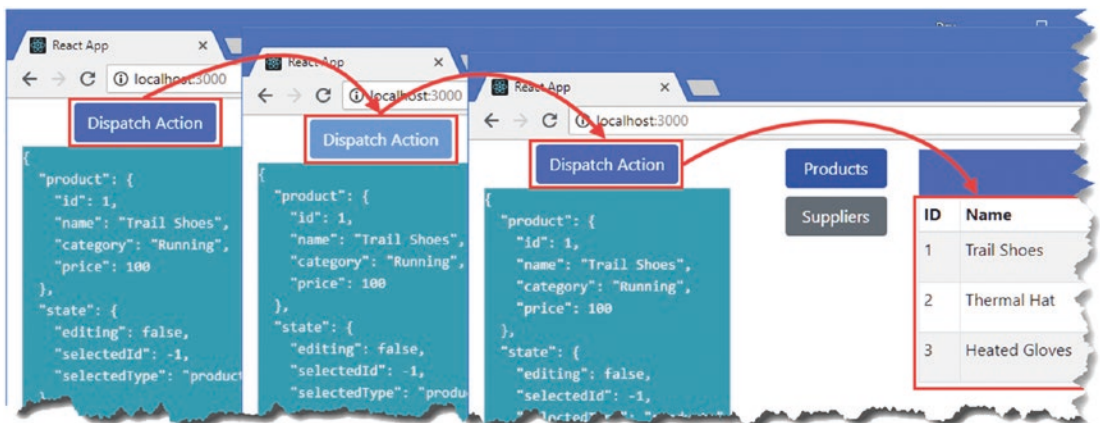 React App
localhost:3000
Dispatch Action
{
"product": {
"id": 1,
"name": "Trail Shoes",
"category": "Running",
"price": 100
},
"state": {
"editing": false,
"selectedId": -1,
"selectedType": "product
React App
localhost:3000
Dispatch Action
{
"product": {
"id": 1,
"name": "Trail Shoes",
"category": "Running",
"price": 100
},
"state": {
"editing": false,
"selectedId": -1,
"selectedType": "produ
React App
localhost:3000
Dispatch Action
{
"product": {
"id": 1,
"name": "Trail Shoes",
"category": "Running",
"price": 100
},
"state": {
"editing": false,
"selectedId": -1,
Products
Suppliers
ID Name
1 Trail Shoes
2 Thermal Hat
3 Heated Gloves